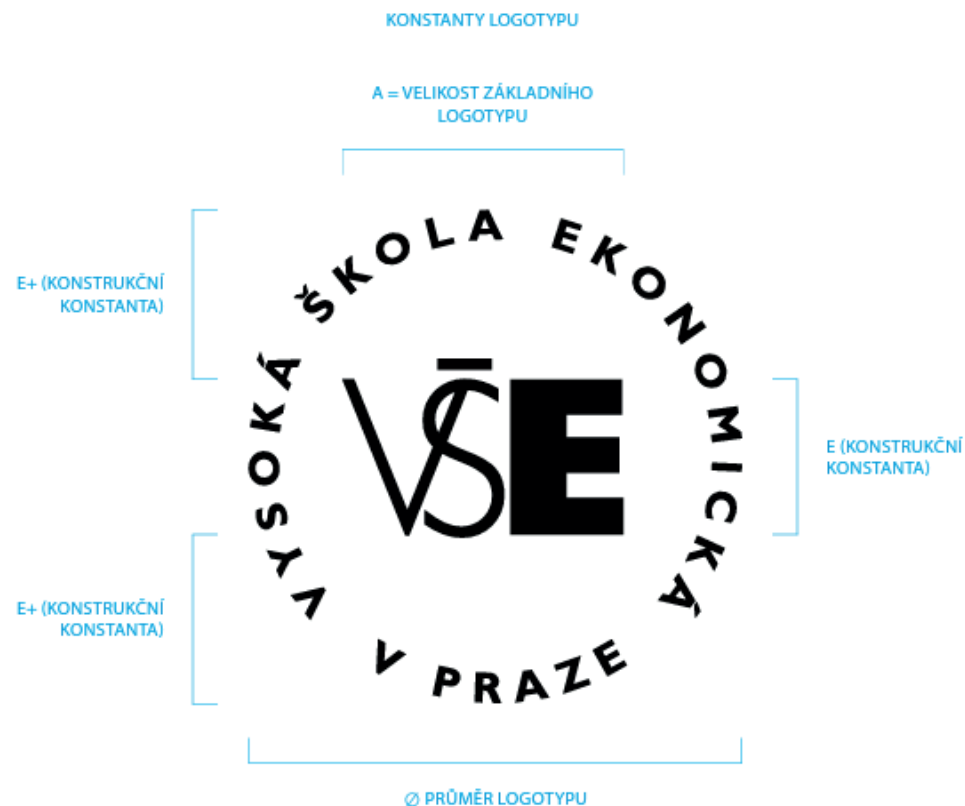 KONSTANTY LOGOTYPU
A = VELIKOST ZÁKLADNÍHO
LOGOTYPU
E+ (KONSTRUKČNÍ
KONSTANTA)
VYSOKÁ ŠKOLA EKONOMICKÁ
V PRAZE
VŠE
E (KONSTRUKČNÍ
KONSTANTA)
E+ (KONSTRUKČNÍ
KONSTANTA)
∅ PRŮMĚR LOGOTYPU